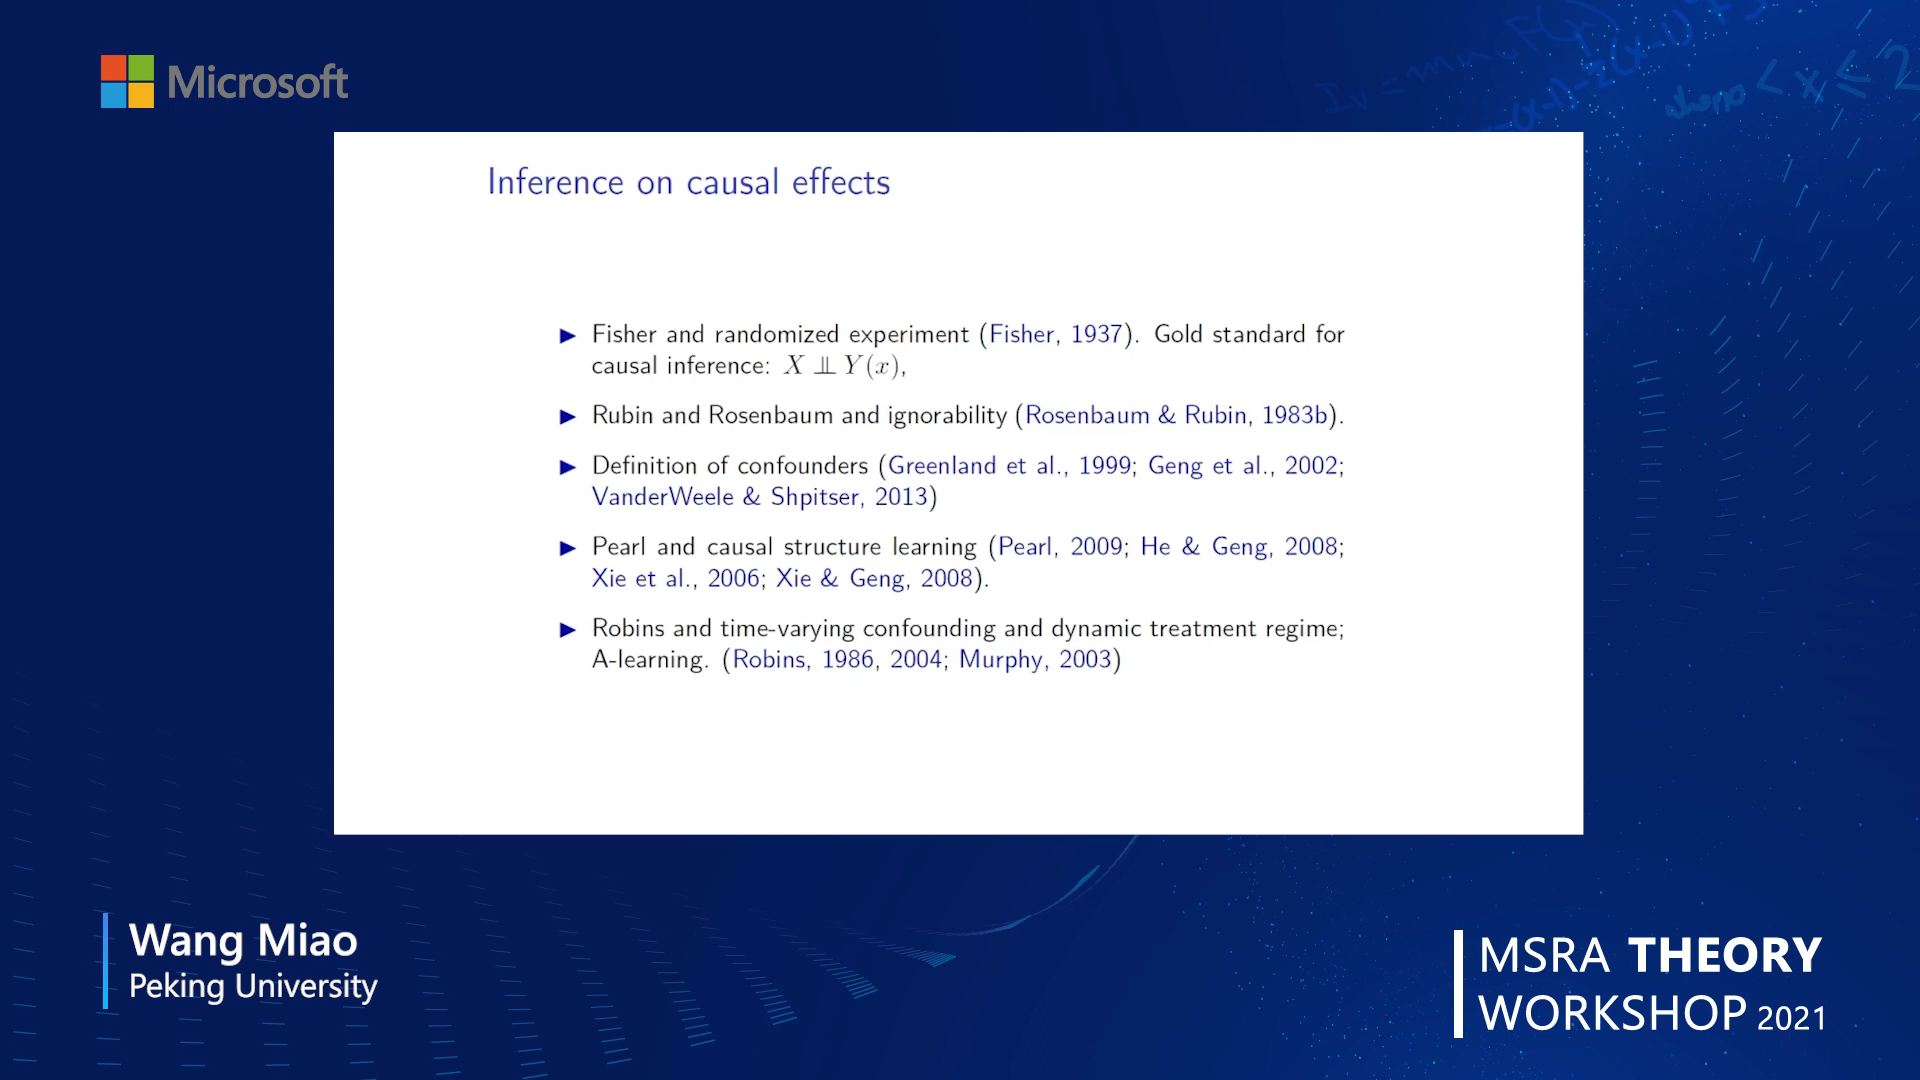 Microsoft
Inference on causal effects
▶ Fisher and randomized experiment (Fisher, 1937). Gold standard for
causal inference: X ⫫ Y(x),
▶ Rubin and Rosenbaum and ignorability (Rosenbaum & Rubin, 1983b).
▶ Definition of confounders (Greenland et al., 1999; Geng et al., 2002;
VanderWeele & Shpitser, 2013)
▶ Pearl and causal structure learning (Pearl, 2009; He & Geng, 2008;
Xie et al., 2006; Xie & Geng, 2008).
▶ Robins and time-varying confounding and dynamic treatment regime;
A-learning. (Robins, 1986, 2004; Murphy, 2003)
Wang Miao
Peking University
MSRA THEORY
WORKSHOP 2021